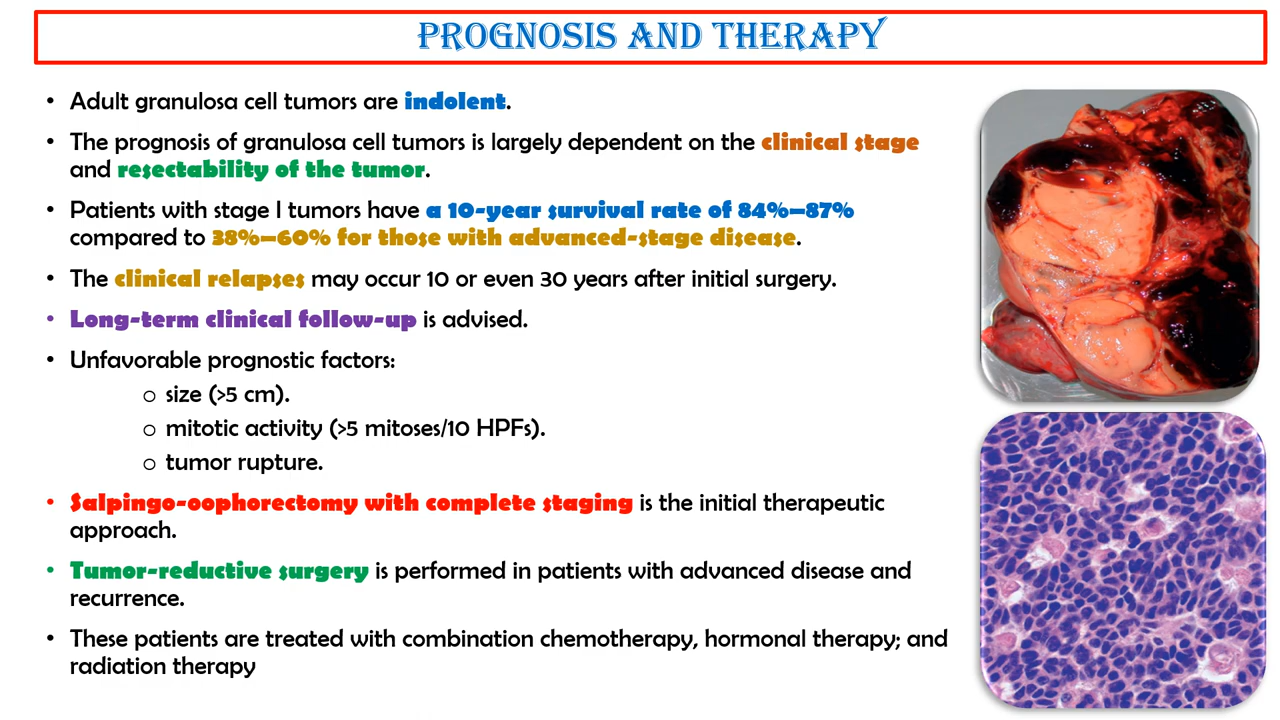 PROGNOSIS AND THERAPY
• Adult granulosa cell tumors are indolent.
• The prognosis of granulosa cell tumors is largely dependent on the clinical stage
and resectability of the tumor.
• Patients with stage I tumors have a 10-year survival rate of 84%–87%
compared to 38%–60% for those with advanced-stage disease.
• The clinical relapses may occur 10 or even 30 years after initial surgery.
• Long-term clinical follow-up is advised.
• Unfavorable prognostic factors:
o size (>5 cm).
o mitotic activity (>5 mitoses/10 HPFs).
o tumor rupture.
• Salpingo-oophorectomy with complete staging is the initial therapeutic
approach.
• Tumor-reductive surgery is performed in patients with advanced disease and
recurrence.
• These patients are treated with combination chemotherapy, hormonal therapy; and
radiation therapy